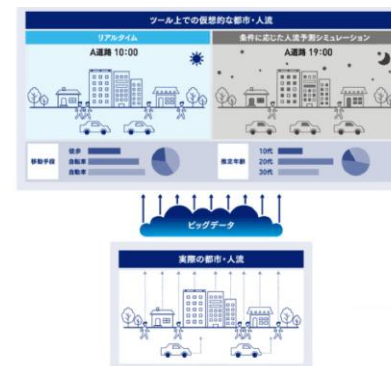 ツール上での仮想的な都市・人流
リアルタイム
条件に応じた人流予測シミュレーション
A道路 10:00
A道路 19:00
移動手段
徒歩
自転車
自動車
推定年齢
10代
20代
30代
ビッグデータ
実際の都市・人流